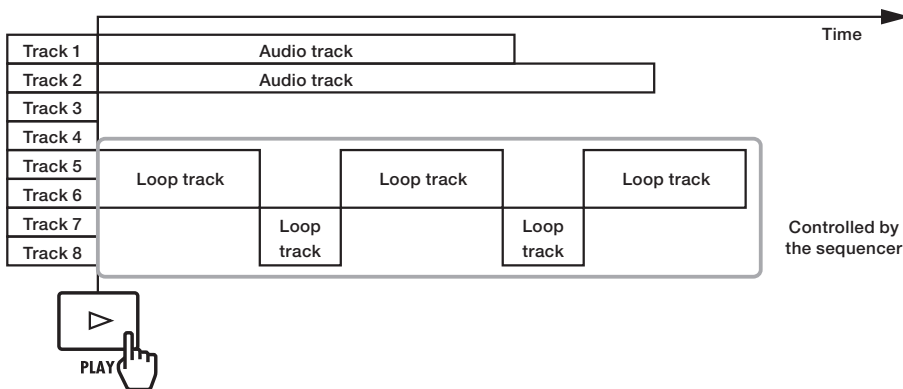 Time
Track 1 Audio track
Track 2 Audio track
Track 3
Track 4
Track 5
Loop track Loop track Loop track
Track 6
Track 7 Loop Loop
track track
Track 8
Controlled by
the sequencer
PLAY